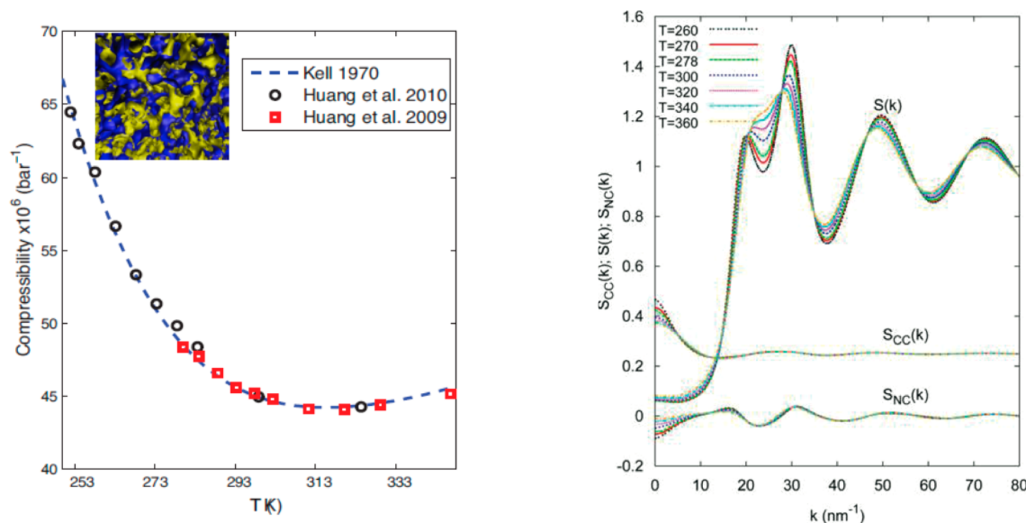 70
65
60
55
50
45
40
Compressibility x10⁶ (bar⁻¹)
Kell 1970
Huang et al. 2010
Huang et al. 2009
253 273 293 313 333
T (K)
1.6
1.4
1.2
1
0.8
0.6
0.4
0.2
0
-0.2
S_CC(k); S(k); S_NC(k)
T=260
T=270
T=278
T=300
T=320
T=340
T=360
S(k)
S_CC(k)
S_NC(k)
0 10 20 30 40 50 60 70 80
k (nm⁻¹)